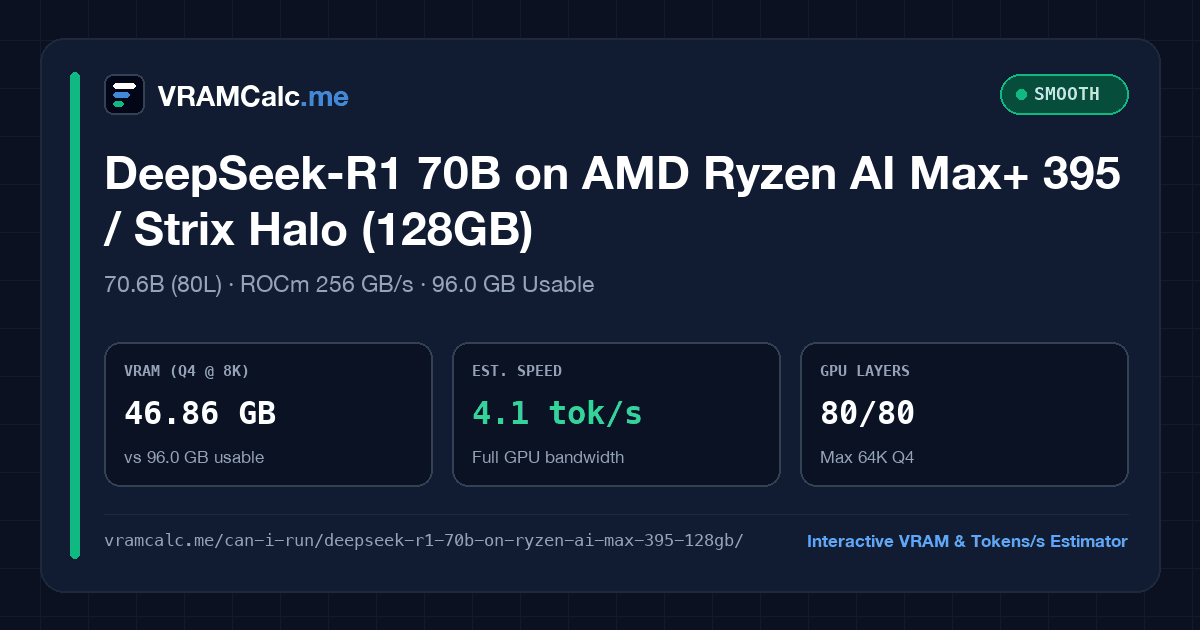 VRAMCalc.me
SMOOTH
DeepSeek-R1 70B on AMD Ryzen AI Max+ 395
/ Strix Halo (128GB)
70.6B (80L) · ROCm 256 GB/s · 96.0 GB Usable
VRAM (Q4 @ 8K)
46.86 GB
vs 96.0 GB usable
EST. SPEED
4.1 tok/s
Full GPU bandwidth
GPU LAYERS
80/80
Max 64K Q4
vramcalc.me/can-i-run/deepseek-r1-70b-on-ryzen-ai-max-395-128gb/
Interactive VRAM & Tokens/s Estimator